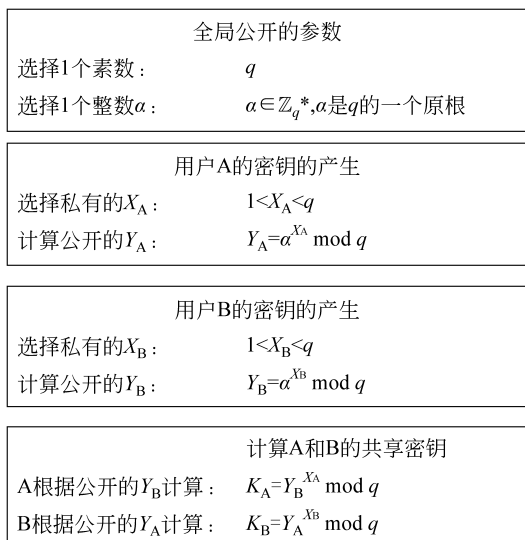 全局公开的参数
选择1个素数： q
选择1个整数α： α∈ℤq*,α是q的一个原根
用户A的密钥的产生
选择私有的XA： 1<XA<q
计算公开的YA： YA=α^XA mod q
用户B的密钥的产生
选择私有的XB： 1<XB<q
计算公开的YB： YB=α^XB mod q
计算A和B的共享密钥
A根据公开的YB计算： KA=YB^XA mod q
B根据公开的YA计算： KB=YA^XB mod q